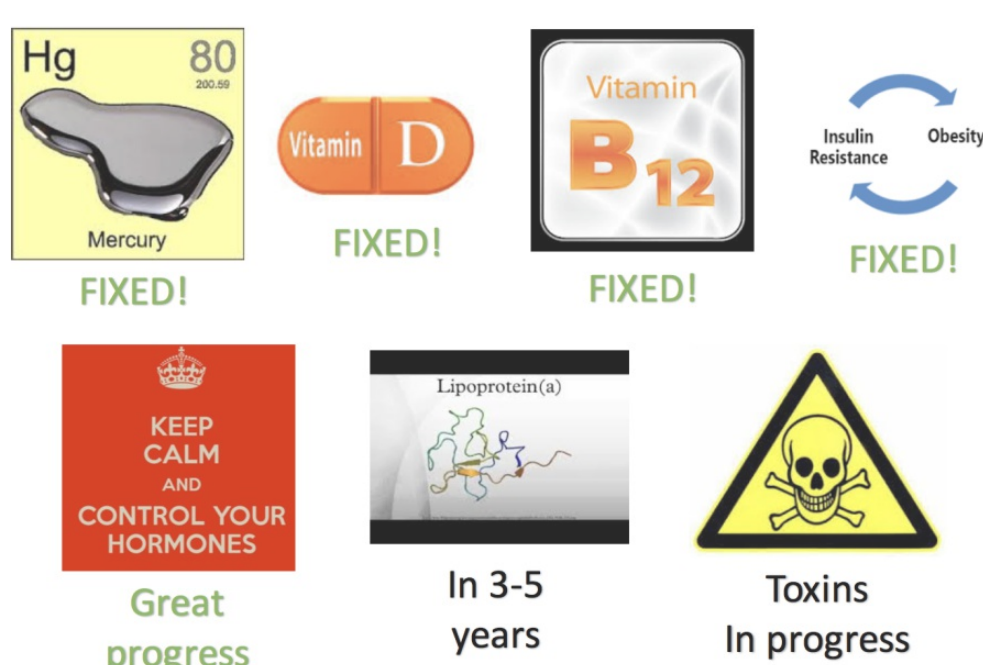 Hg 80
200.59
Mercury
FIXED!
Vitamin D
FIXED!
Vitamin
B12
FIXED!
Insulin
Resistance
Obesity
FIXED!
KEEP
CALM
AND
CONTROL YOUR
HORMONES
Great
progress
Lipoprotein(a)
In 3-5
years
Toxins
In progress